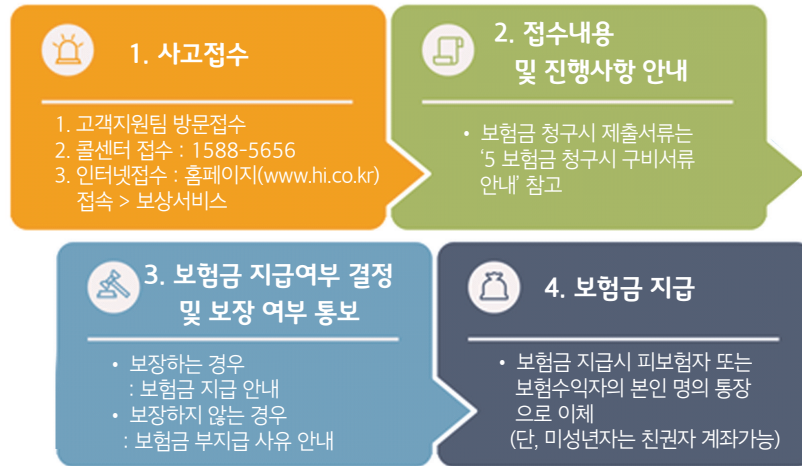 1. 사고접수
1. 고객지원팀 방문접수
2. 콜센터 접수 : 1588-5656
3. 인터넷접수 : 홈페이지(www.hi.co.kr)
접속 > 보상서비스
2. 접수내용
및 진행사항 안내
• 보험금 청구시 제출서류는
‘5 보험금 청구시 구비서류
안내’ 참고
3. 보험금 지급여부 결정
및 보장 여부 통보
• 보장하는 경우
: 보험금 지급 안내
• 보장하지 않는 경우
: 보험금 부지급 사유 안내
4. 보험금 지급
• 보험금 지급시 피보험자 또는
보험수익자의 본인 명의 통장
으로 이체
(단, 미성년자는 친권자 계좌가능)